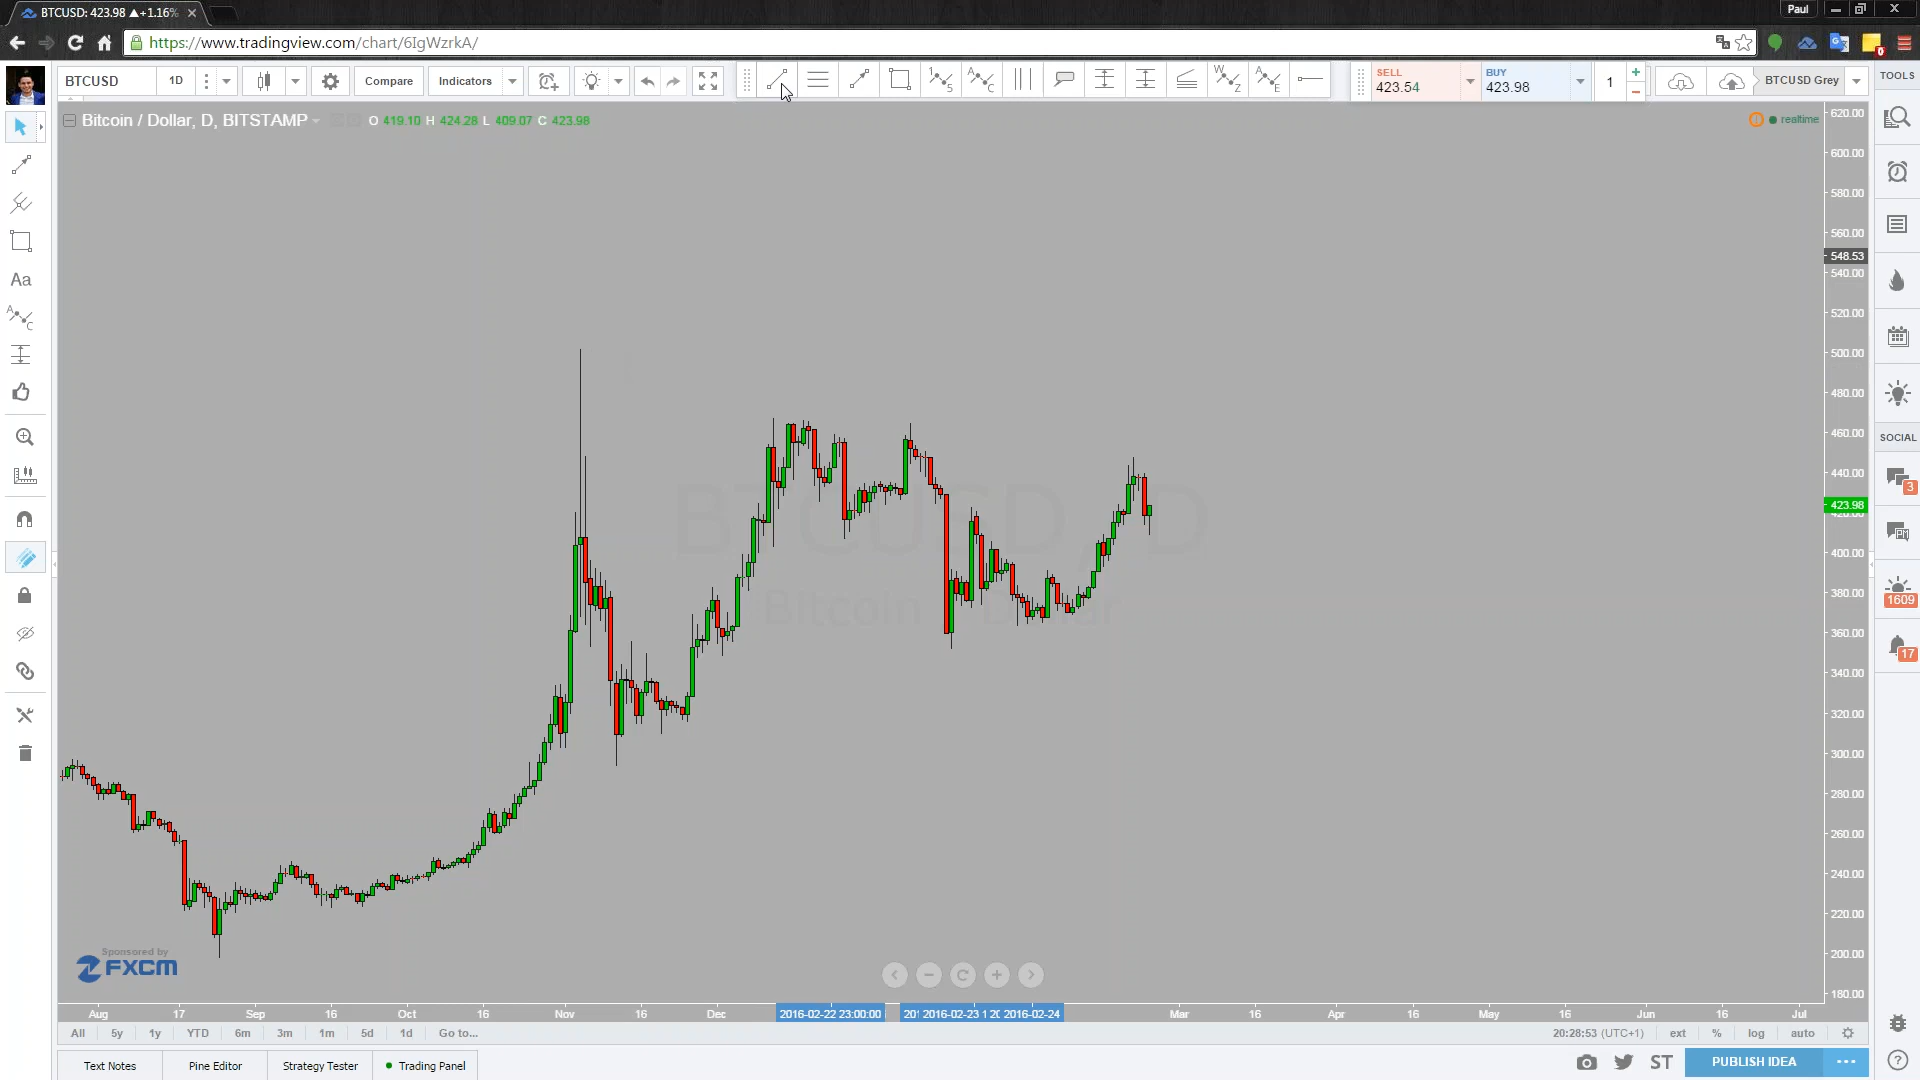 BTCUSD: 423.98 ▲+1.16%
Paul
https://www.tradingview.com/chart/6IgWzrkA/
0
BTCUSD 1D Compare Indicators
SELL
423.54
BUY
423.98
1
BTCUSD Grey
TOOLS
Bitcoin / Dollar, D, BITSTAMP O 419.10 H 424.28 L 409.07 C 423.98
realtime
620.00
600.00
580.00
560.00
548.53
540.00
520.00
500.00
480.00
460.00
440.00
423.98
400.00
380.00
360.00
340.00
320.00
300.00
280.00
260.00
240.00
220.00
200.00
180.00
BTCUSD, D
Bitcoin / Dollar
Aa
SOCIAL
3
1609
17
Sponsored by
FXCM
Aug 17 Sep 16 Oct 16 Nov 16 Dec 2016-02-22 23:00:00 2016-02-23 1 2016-02-24 Mar 16 Apr 16 May 16 Jun 16 Jul
All 5y 1y YTD 6m 3m 1m 5d 1d Go to...
20:28:53 (UTC+1) ext % log auto
Text Notes Pine Editor Strategy Tester Trading Panel
ST PUBLISH IDEA